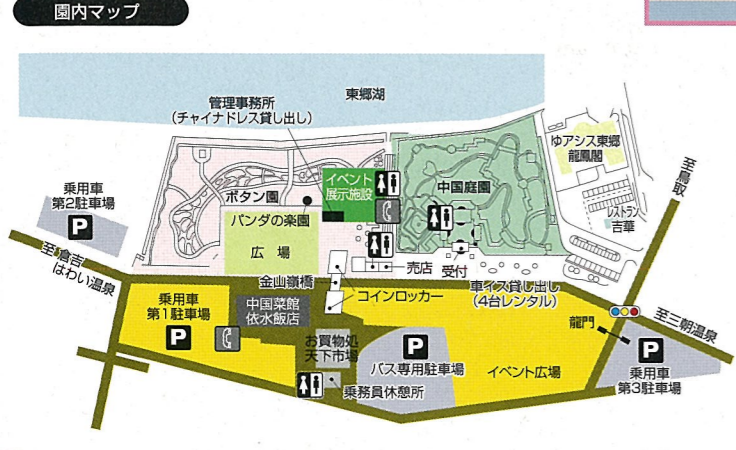 園内マップ
東郷湖
管理事務所
（チャイナドレス貸し出し）
ゆアシス東郷
龍鳳閣
至鳥取
イベント
展示施設
中国庭園
乗用車
第2駐車場
P
ボタン園
レストラン
吉華
パンダの楽園
広場
売店
受付
至倉吉
はわい温泉
金山嶺橋
コインロッカー
車イス貸し出し
（4台レンタル）
乗用車
第1駐車場
P
中国菜館
依水飯店
龍門
至三朝温泉
お買物処
天下市場
P
バス専用駐車場
イベント広場
P
乗用車
第3駐車場
乗務員休憩所